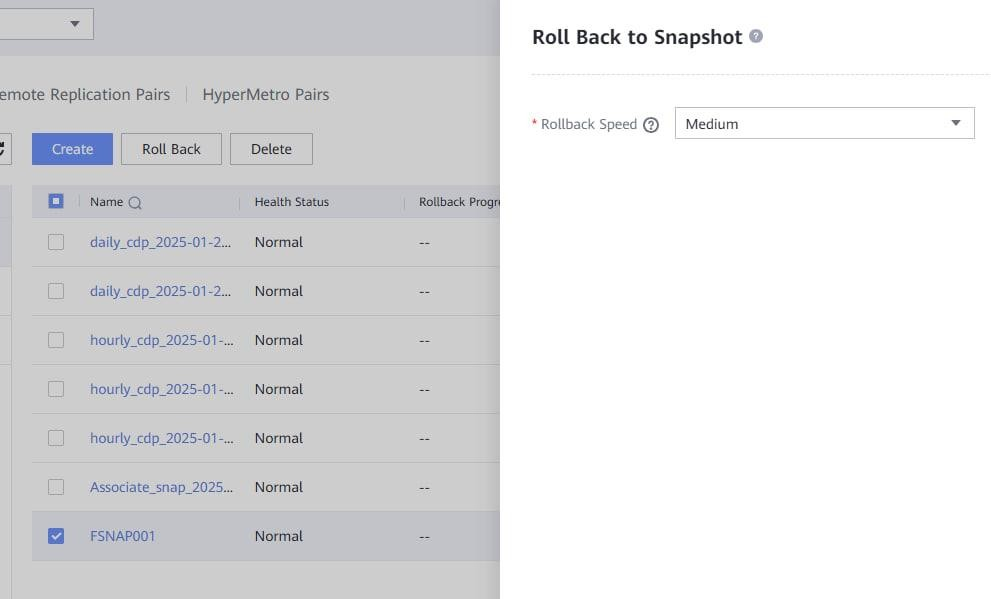 Roll Back to Snapshot ?
* Rollback Speed ? Medium
Remote Replication Pairs | HyperMetro Pairs
Create Roll Back Delete
Name Health Status Rollback Progre
daily_cdp_2025-01-2... Normal --
daily_cdp_2025-01-2... Normal --
hourly_cdp_2025-01-... Normal --
hourly_cdp_2025-01-... Normal --
hourly_cdp_2025-01-... Normal --
Associate_snap_2025... Normal --
FSNAP001 Normal --